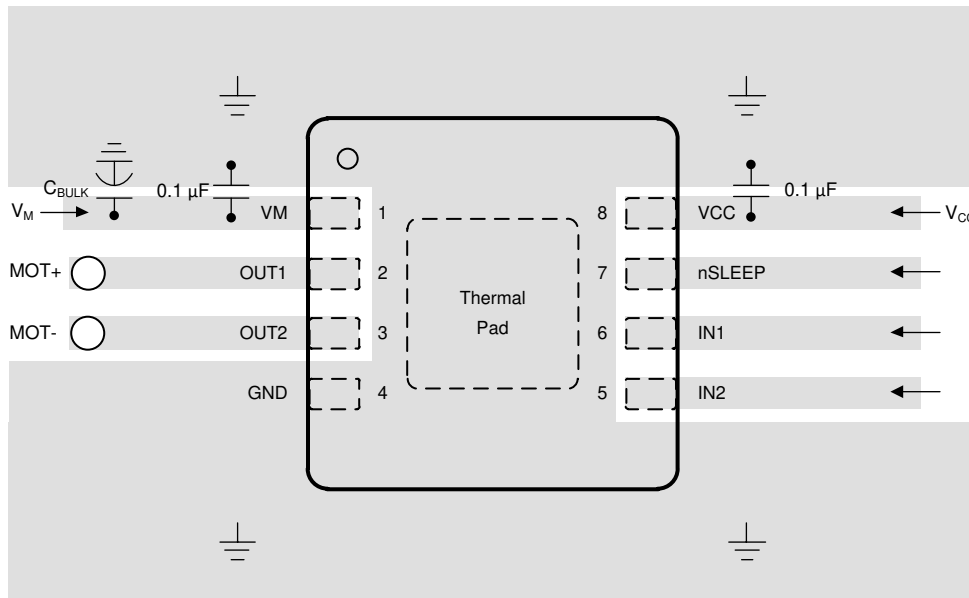 C_BULK
0.1 µF
0.1 µF
V_M
VM
1
8
VCC
V_CC
MOT+
OUT1
2
7
nSLEEP
Thermal
Pad
MOT-
OUT2
3
6
IN1
GND
4
5
IN2